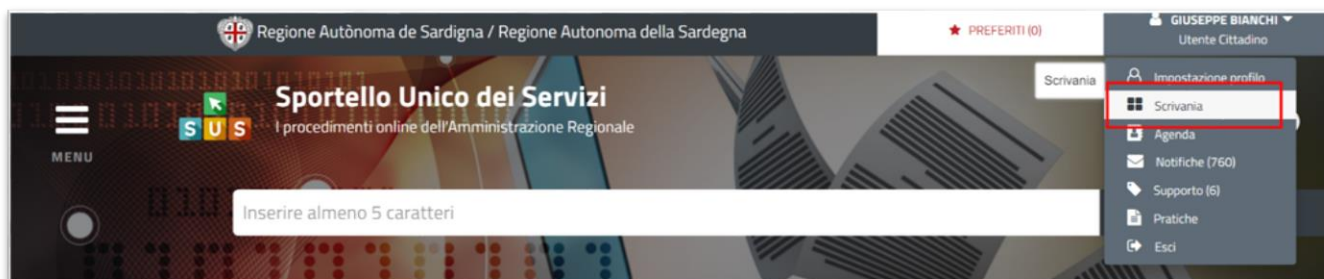 Regione Autònoma de Sardigna / Regione Autonoma della Sardegna
★ PREFERITI (0)
GIUSEPPE BIANCHI
Utente Cittadino
Impostazione profilo
Scrivania
Scrivania
Agenda
Notifiche (760)
Supporto (6)
Pratiche
Esci
MENU
SUS
Sportello Unico dei Servizi
I procedimenti online dell'Amministrazione Regionale
Inserire almeno 5 caratteri